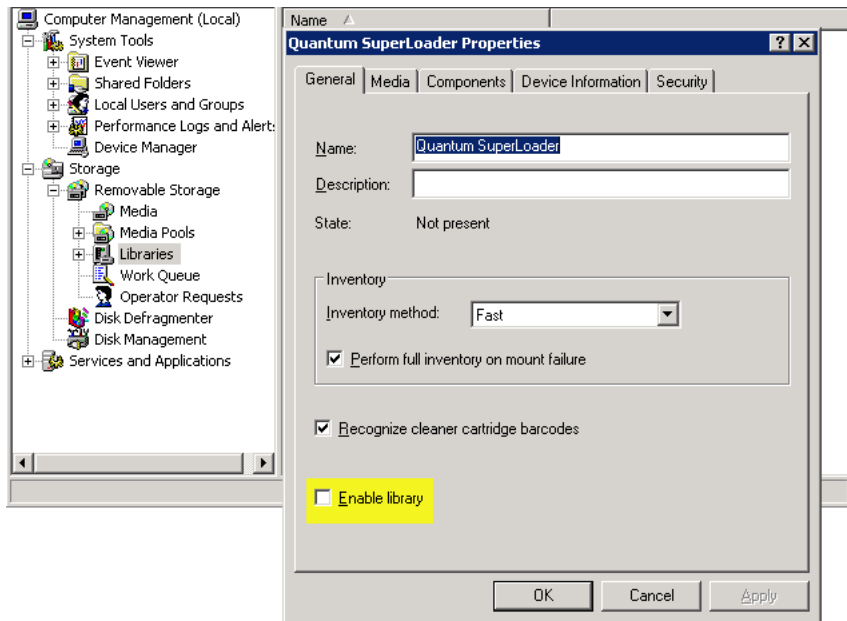 Computer Management (Local)
System Tools
Event Viewer
Shared Folders
Local Users and Groups
Performance Logs and Alert
Device Manager
Storage
Removable Storage
Media
Media Pools
Libraries
Work Queue
Operator Requests
Disk Defragmenter
Disk Management
Services and Applications
Name
Quantum SuperLoader Properties
General Media Components Device Information Security
Name: Quantum SuperLoader
Description:
State: Not present
Inventory
Inventory method: Fast
Perform full inventory on mount failure
Recognize cleaner cartridge barcodes
Enable library
OK Cancel Apply